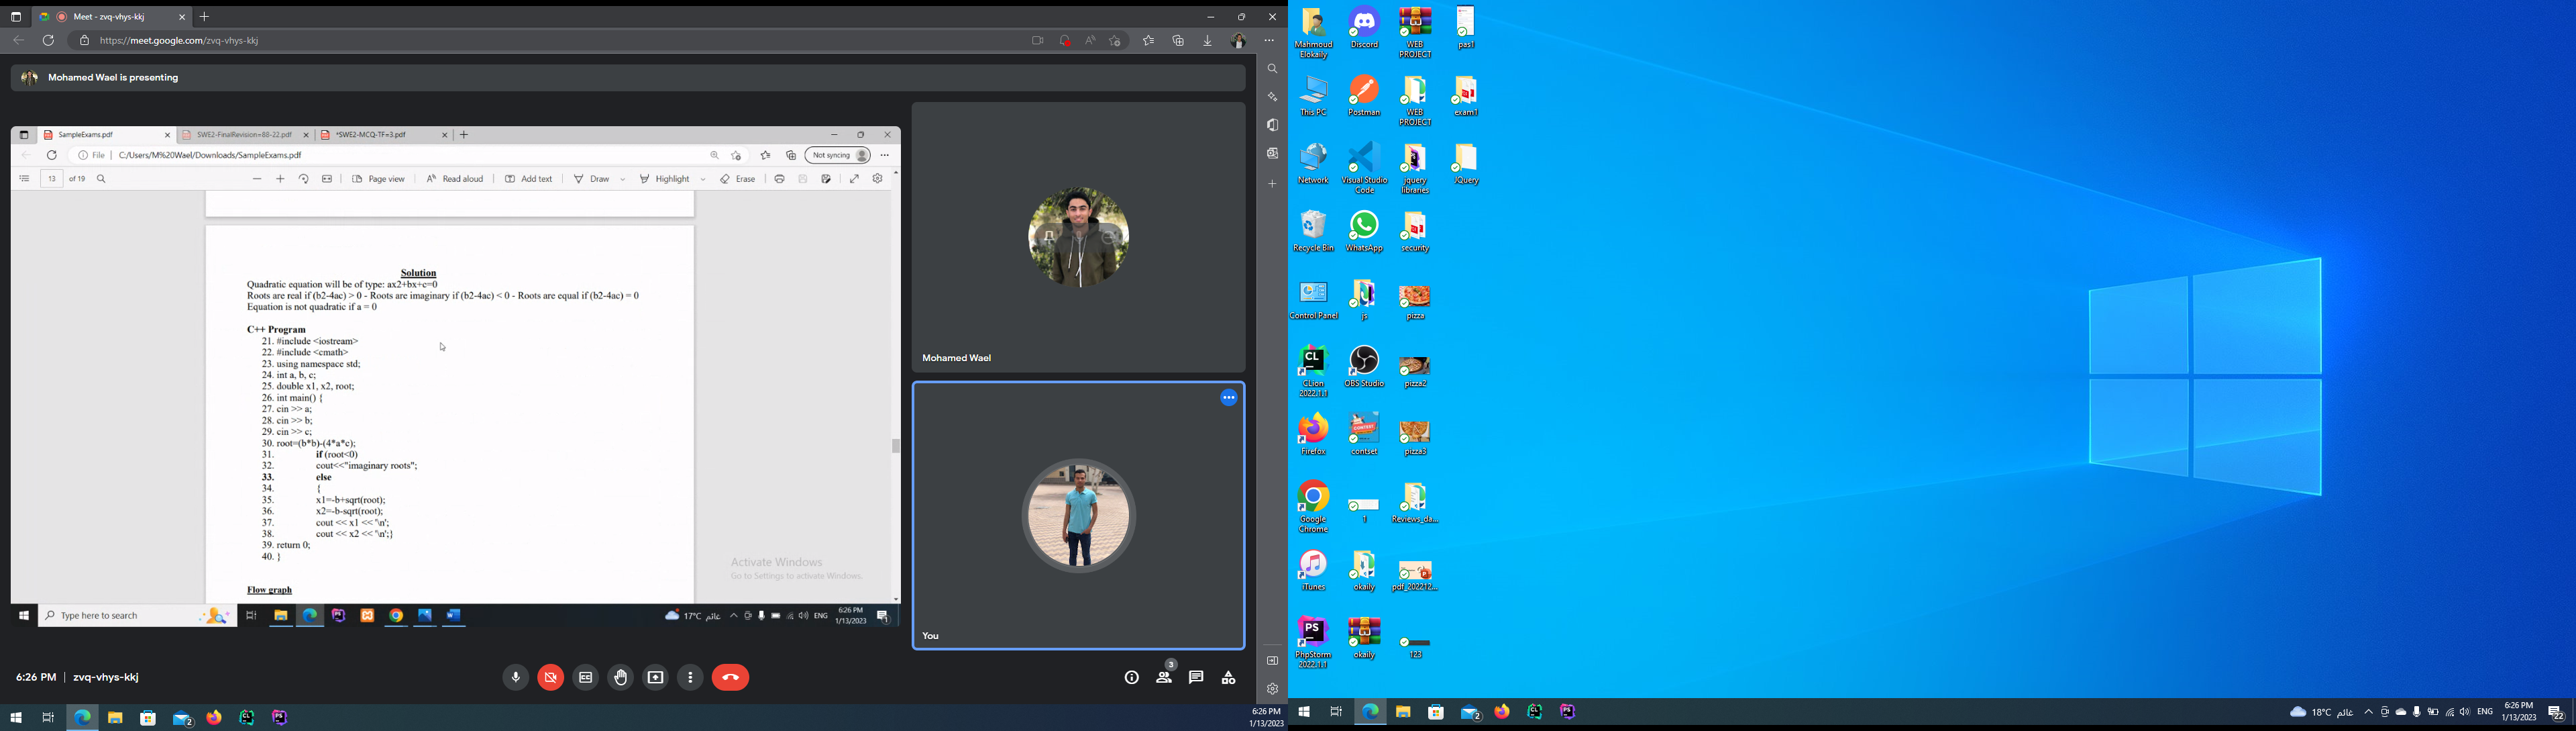 Meet - zvq-vhys-kkj
https://meet.google.com/zvq-vhys-kkj
Mohamed Wael is presenting
SampleExams.pdf
SWE2-FinalRevision=88-22.pdf
*SWE2-MCQ-TF=3.pdf
File | C:/Users/M%20Wael/Downloads/SampleExams.pdf
Not syncing
13 of 19
Page view
Read aloud
Add text
Draw
Highlight
Erase
Solution
Quadratic equation will be of type: ax2+bx+c=0
Roots are real if (b2-4ac) > 0 - Roots are imaginary if (b2-4ac) < 0 - Roots are equal if (b2-4ac) = 0
Equation is not quadratic if a = 0
C++ Program
21. #include <iostream>
22. #include <cmath>
23. using namespace std;
24. int a, b, c;
25. double x1, x2, root;
26. int main() {
27. cin >> a;
28. cin >> b;
29. cin >> c;
30. root=(b*b)-(4*a*c);
31. if (root<0)
32. cout<<"imaginary roots";
33. else
34. {
35. x1=-b+sqrt(root);
36. x2=-b-sqrt(root);
37. cout << x1 << '\n';
38. cout << x2 << '\n';}
39. return 0;
40. }
Flow graph
Activate Windows
Go to Settings to activate Windows.
Type here to search
17°C غائم
ENG
6:26 PM
1/13/2023
1
Mohamed Wael
You
6:26 PM | zvq-vhys-kkj
3
2
6:26 PM
1/13/2023
Mahmoud Elokaily
Discord
WEB PROJECT
pas1
This PC
Postman
WEB PROJECT
exam1
Network
Visual Studio Code
jquery libraries
JQuery
Recycle Bin
WhatsApp
security
Control Panel
js
pizza
CLion 2022.1.1
OBS Studio
pizza2
Firefox
contset
pizza3
Google Chrome
1
Reviews_da...
iTunes
okaily
pdf_202212...
PhpStorm 2022.1.1
okaily
123
2
18°C غائم
ENG
6:26 PM
1/13/2023
22